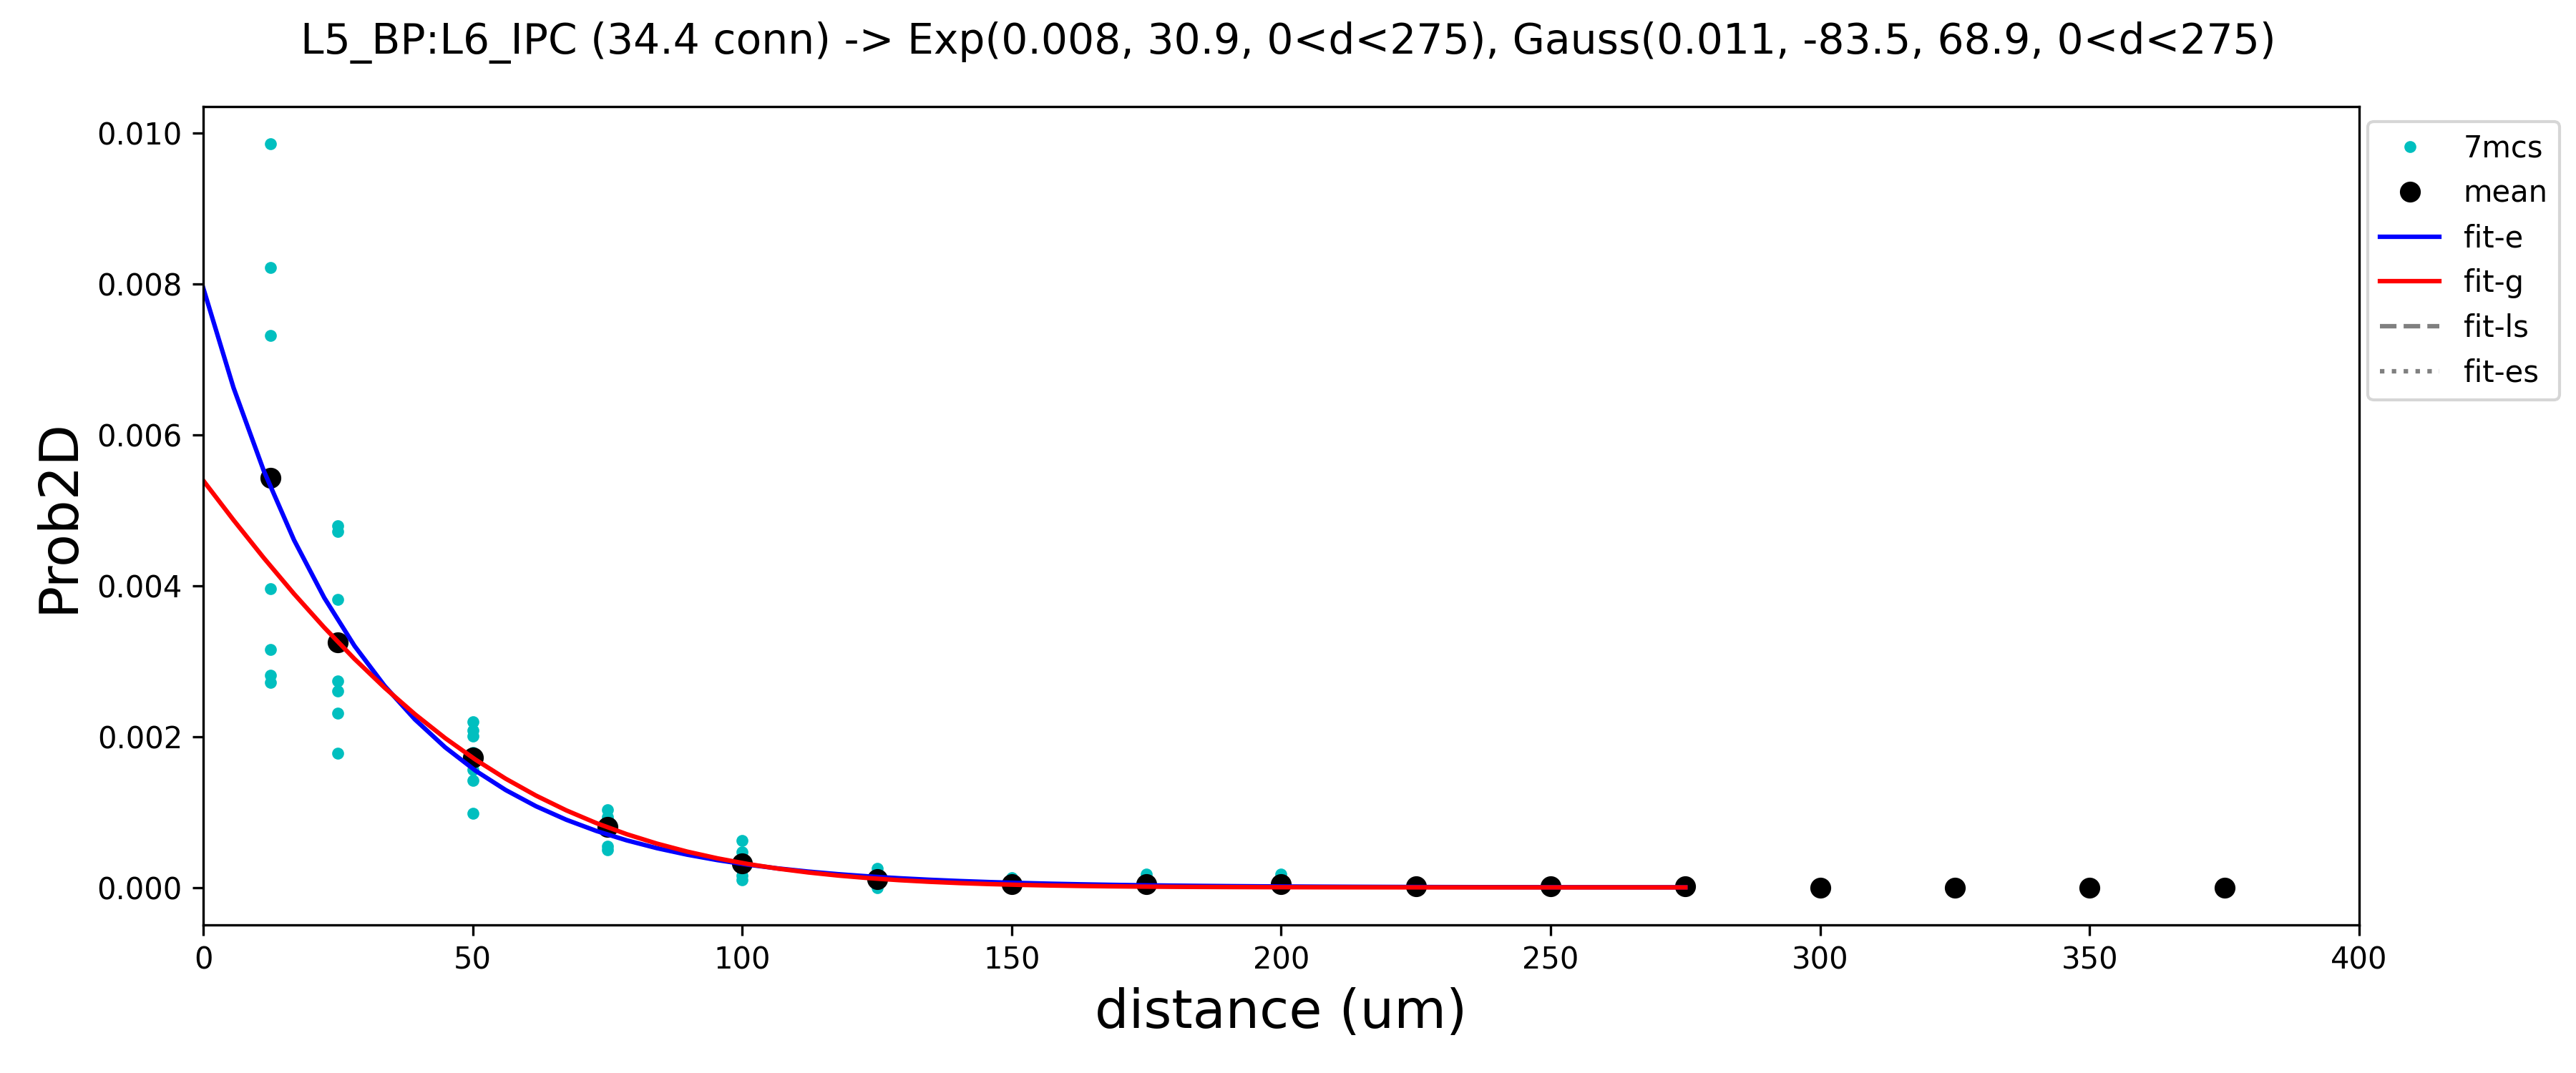 L5_BP:L6_IPC (34.4 conn) -> Exp(0.008, 30.9, 0<d<275), Gauss(0.011, -83.5, 68.9, 0<d<275)
0.010
0.008
0.006
0.004
0.002
0.000
Prob2D
0 50 100 150 200 250 300 350 400
distance (um)
7mcs
mean
fit-e
fit-g
fit-ls
fit-es